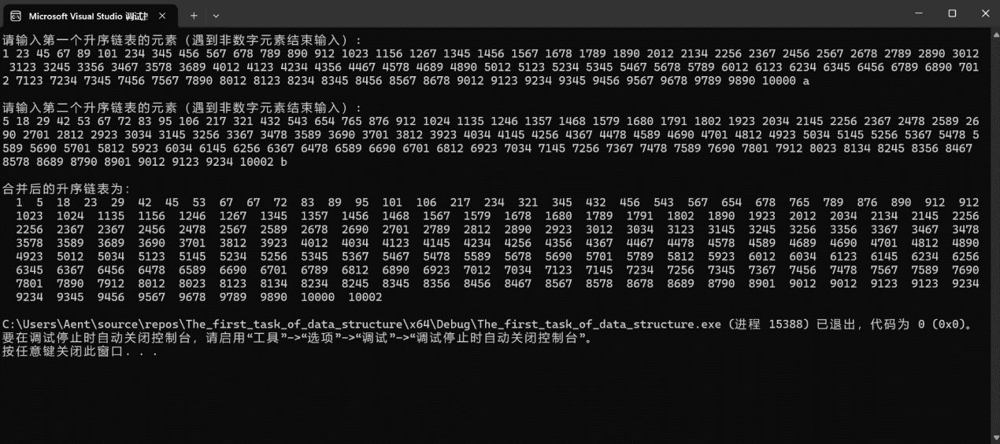 Microsoft Visual Studio 调试控
请输入第一个升序链表的元素（遇到非数字元素结束输入）：
1 23 45 67 89 101 234 345 456 567 678 789 890 912 1023 1156 1267 1345 1456 1567 1678 1789 1890 2012 2134 2256 2367 2456 2567 2678 2789 2890 3012
3123 3245 3356 3467 3578 3689 4012 4123 4234 4356 4467 4578 4689 4890 5012 5123 5234 5345 5467 5678 5789 6012 6123 6234 6345 6456 6789 6890 701
2 7123 7234 7345 7456 7567 7890 8012 8123 8234 8345 8456 8567 8678 9012 9123 9234 9345 9456 9567 9678 9789 9890 10000 a
请输入第二个升序链表的元素（遇到非数字元素结束输入）：
5 18 29 42 53 67 72 83 95 106 217 321 432 543 654 765 876 912 1024 1135 1246 1357 1468 1579 1680 1791 1802 1923 2034 2145 2256 2367 2478 2589 26
90 2701 2812 2923 3034 3145 3256 3367 3478 3589 3690 3701 3812 3923 4034 4145 4256 4367 4478 4589 4690 4701 4812 4923 5034 5145 5256 5367 5478 5
589 5690 5701 5812 5923 6034 6145 6256 6367 6478 6589 6690 6701 6812 6923 7034 7145 7256 7367 7478 7589 7690 7801 7912 8023 8134 8245 8356 8467
8578 8689 8790 8901 9012 9123 9234 10002 b
合并后的升序链表为：
1 5 18 23 29 42 45 53 67 67 72 83 89 95 101 106 217 234 321 345 432 456 543 567 654 678 765 789 876 890 912 912
1023 1024 1135 1156 1246 1267 1345 1357 1456 1468 1567 1579 1678 1680 1789 1791 1802 1890 1923 2012 2034 2134 2145 2256
2256 2367 2367 2456 2478 2567 2589 2678 2690 2701 2789 2812 2890 2923 3012 3034 3123 3145 3245 3256 3356 3367 3467 3478
3578 3589 3689 3690 3701 3812 3923 4012 4034 4123 4145 4234 4256 4356 4367 4467 4478 4578 4589 4689 4690 4701 4812 4890
4923 5012 5034 5123 5145 5234 5256 5345 5367 5467 5478 5589 5678 5690 5701 5789 5812 5923 6012 6034 6123 6145 6234 6256
6345 6367 6456 6478 6589 6690 6701 6789 6812 6890 6923 7012 7034 7123 7145 7234 7256 7345 7367 7456 7478 7567 7589 7690
7801 7890 7912 8012 8023 8123 8134 8234 8245 8345 8356 8456 8467 8567 8578 8678 8689 8790 8901 9012 9012 9123 9123 9234
9234 9345 9456 9567 9678 9789 9890 10000 10002
C:\Users\Aent\source\repos\The_first_task_of_data_structure\x64\Debug\The_first_task_of_data_structure.exe (进程 15388) 已退出，代码为 0 (0x0)。
要在调试停止时自动关闭控制台，请启用“工具”->“选项”->“调试”->“调试停止时自动关闭控制台”。
按任意键关闭此窗口. . .